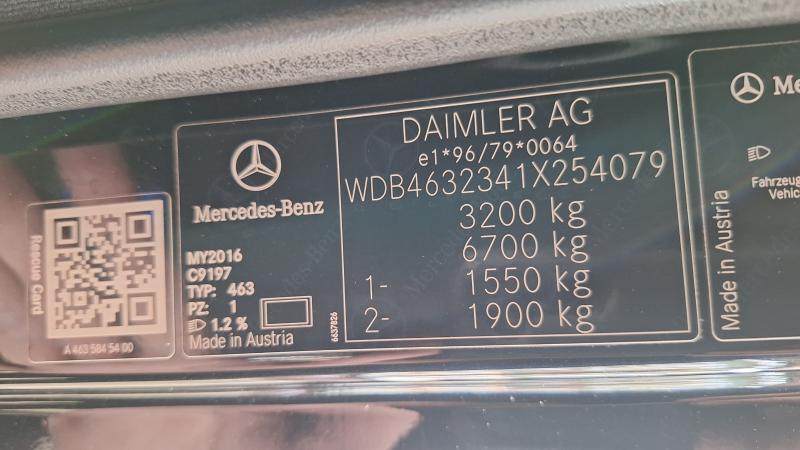 Rescue Card
A 463 584 54 00
Mercedes-Benz
MY2016
C9197
TYP: 463
PZ: 1
1.2 %
Made in Austria
6637826
DAIMLER AG
e1*96/79*0064
WDB4632341X254079
3200 kg
6700 kg
1- 1550 kg
2- 1900 kg
Made in Austria
Me
Fahrzeug
Vehic